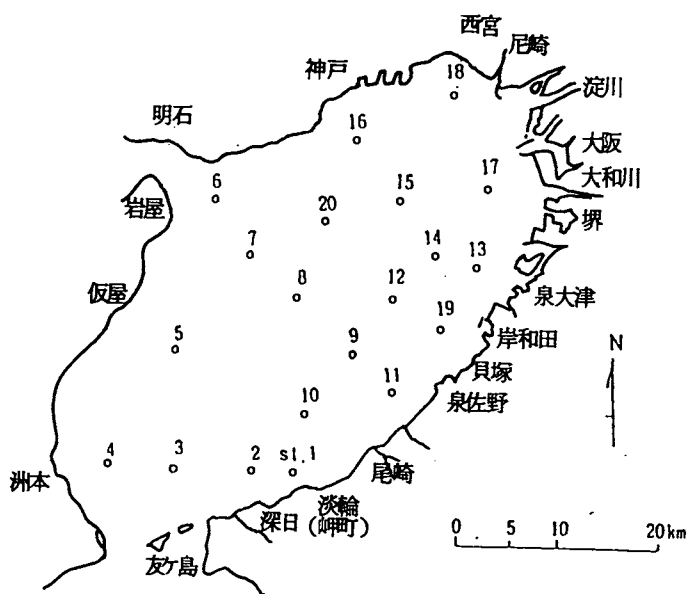 西宮
尼崎
神戸
18
淀川
明石
16
大阪
大和川
17
6
15
岩屋
20
堺
7
14
13
仮屋
8
12
泉大津
19
岸和田
N
5
9
貝塚
11
泉佐野
10
4
3
2
st.1
尾崎
洲本
淡輪
深日
(岬町)
0 5 10 20km
友ケ島